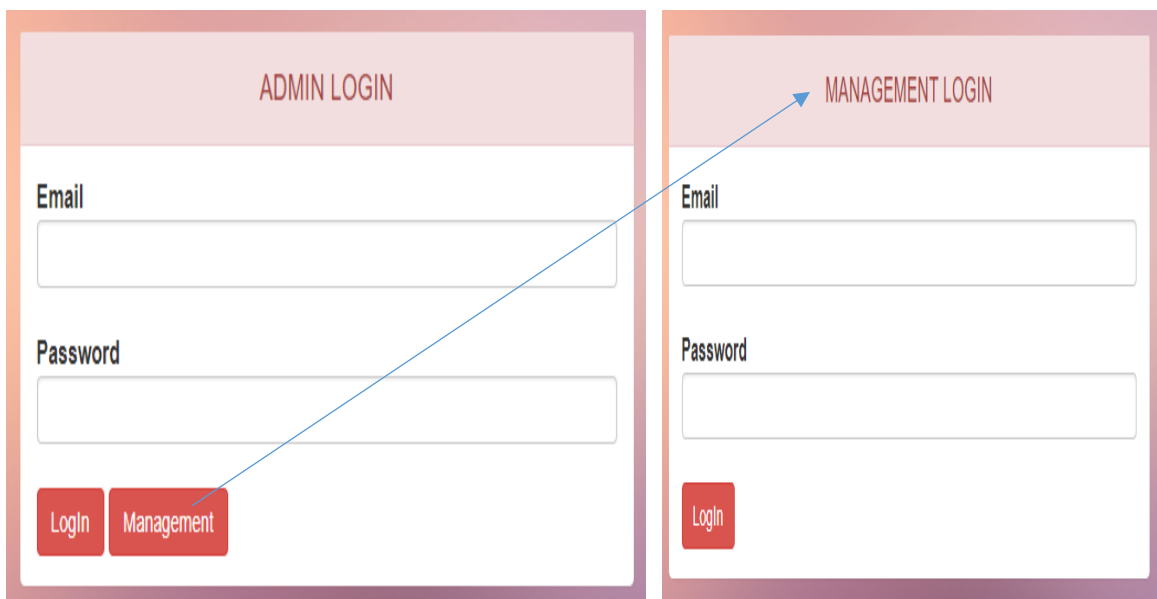 ADMIN LOGIN
Email
Password
LogIn Management
MANAGEMENT LOGIN
Email
Password
LogIn